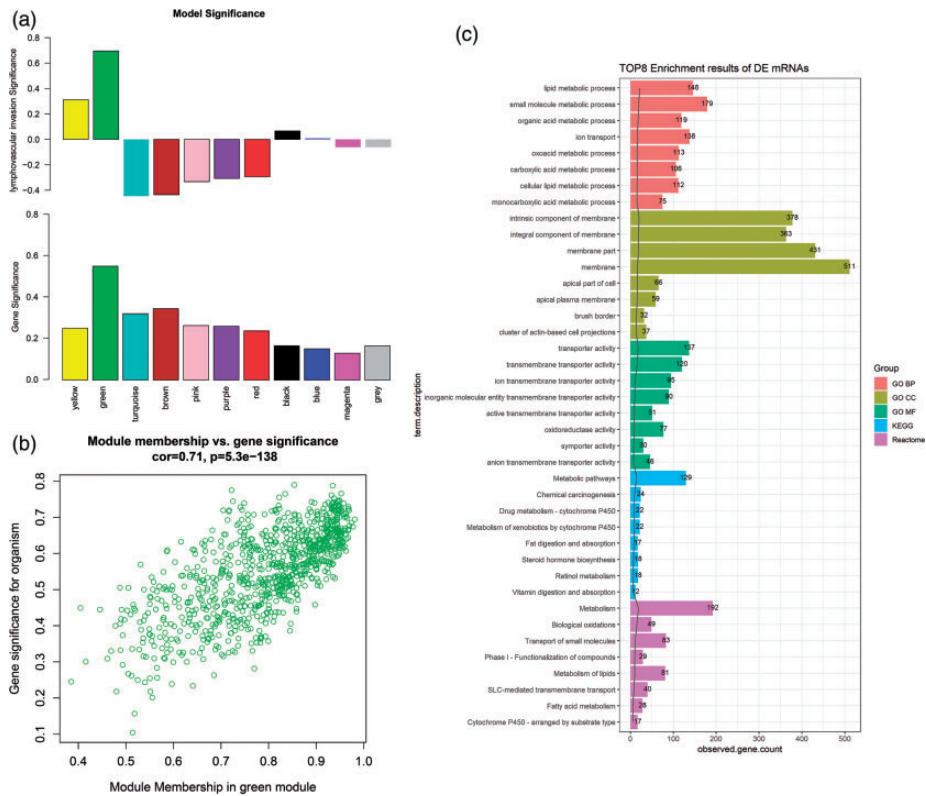 (a)
Model Significance
lymphovascular invasion Significance
0.8
0.6
0.4
0.2
0.0
−0.2
−0.4
Gene Significance
0.8
0.6
0.4
0.2
0.0
yellow
green
turquoise
brown
pink
purple
red
black
blue
magenta
grey
(b)
Module membership vs. gene significance
cor=0.71, p=5.3e−138
Gene significance for organism
0.8
0.7
0.6
0.5
0.4
0.3
0.2
0.1
0.4 0.5 0.6 0.7 0.8 0.9 1.0
Module Membership in green module
(c)
TOP8 Enrichment results of DE mRNAs
term.description
lipid metabolic process 146
small molecule metabolic process 179
organic acid metabolic process 119
ion transport 138
oxoacid metabolic process 113
carboxylic acid metabolic process 106
cellular lipid metabolic process 112
monocarboxylic acid metabolic process 75
intrinsic component of membrane 378
integral component of membrane 363
membrane part 431
membrane 511
apical part of cell 66
apical plasma membrane 59
brush border 32
cluster of actin-based cell projections 37
transporter activity 137
transmembrane transporter activity 120
ion transmembrane transporter activity 95
inorganic molecular entity transmembrane transporter activity 90
active transmembrane transporter activity 51
oxidoreductase activity 77
symporter activity 30
anion transmembrane transporter activity 46
Metabolic pathways 129
Chemical carcinogenesis 24
Drug metabolism - cytochrome P450 22
Metabolism of xenobiotics by cytochrome P450 22
Fat digestion and absorption 17
Steroid hormone biosynthesis 18
Retinol metabolism 18
Vitamin digestion and absorption 12
Metabolism 192
Biological oxidations 49
Transport of small molecules 83
Phase I - Functionalization of compounds 29
Metabolism of lipids 81
SLC-mediated transmembrane transport 40
Fatty acid metabolism 28
Cytochrome P450 - arranged by substrate type 17
0 100 200 300 400 500
observed.gene.count
Group
GO BP
GO CC
GO MF
KEGG
Reactome